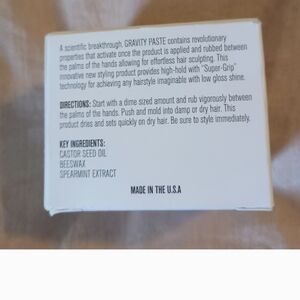 A scientific breakthrough, GRAVITY PASTE contains revolutionary
properties that activate once the product is applied and rubbed between
the palms of the hands allowing for effortless hair sculpting. This
innovative new styling product provides high-hold with "Super-Grip"
technology for achieving any hairstyle imaginable with low gloss shine.
DIRECTIONS: Start with a dime sized amount and rub vigorously between
the palms of the hands. Push and mold into damp or dry hair. This
product dries and sets quickly on dry hair. Be sure to style immediately.
KEY INGREDIENTS:
CASTOR SEED OIL
BEESWAX
SPEARMINT EXTRACT
MADE IN THE U.S.A